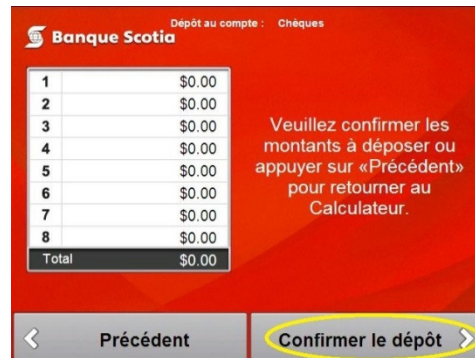 Dépôt au compte : Chèques
Banque Scotia
1 $0.00
2 $0.00
3 $0.00
4 $0.00
5 $0.00
6 $0.00
7 $0.00
8 $0.00
Total $0.00
Veuillez confirmer les
montants à déposer ou
appuyer sur «Précédent»
pour retourner au
Calculateur.
Précédent
Confirmer le dépôt